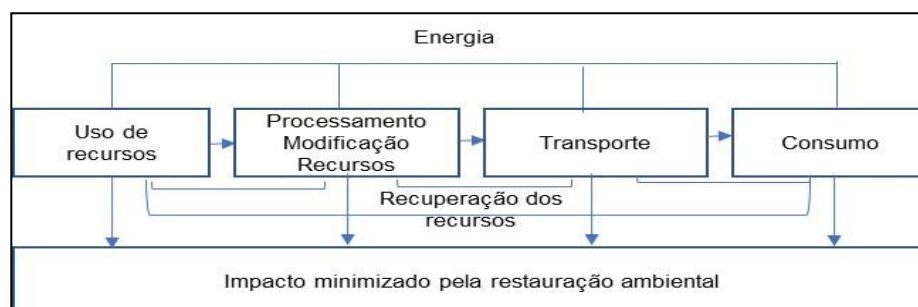 Energia
Uso de
recursos
Processamento
Modificação
Recursos
Transporte
Consumo
Recuperação dos
recursos
Impacto minimizado pela restauração ambiental